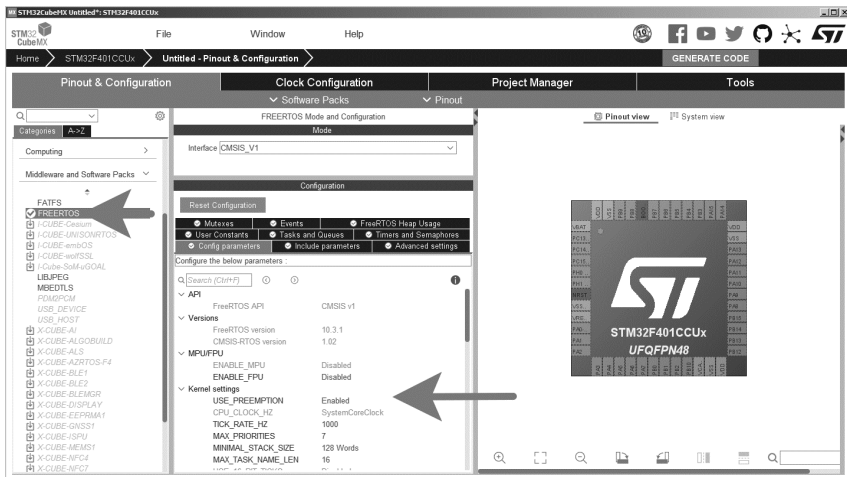 STM32CubeMX Untitled*: STM32F401CCUx
STM32
CubeMX
File
Window
Help
Home
STM32F401CCUx
Untitled - Pinout & Configuration
GENERATE CODE
Pinout & Configuration
Clock Configuration
Project Manager
Tools
Software Packs
Pinout
Categories
A->Z
Computing
Middleware and Software Packs
FATFS
FREERTOS
I-CUBE-Cesium
I-CUBE-UNISONRTOS
I-CUBE-embOS
I-CUBE-wolfSSL
I-Cube-SoM-uGOAL
LIBJPEG
MBEDTLS
PDM2PCM
USB_DEVICE
USB_HOST
X-CUBE-AI
X-CUBE-ALGOBUILD
X-CUBE-ALS
X-CUBE-AZRTOS-F4
X-CUBE-BLE1
X-CUBE-BLE2
X-CUBE-BLEMGR
X-CUBE-DISPLAY
X-CUBE-EEPRMA1
X-CUBE-GNSS1
X-CUBE-ISPU
X-CUBE-MEMS1
X-CUBE-NFC4
X-CUBE-NFC7
FREERTOS Mode and Configuration
Mode
Interface CMSIS_V1
Configuration
Reset Configuration
Mutexes Events FreeRTOS Heap Usage
User Constants Tasks and Queues Timers and Semaphores
Config parameters Include parameters Advanced settings
Configure the below parameters :
Search (Ctrl+F)
API
FreeRTOS API CMSIS v1
Versions
FreeRTOS version 10.3.1
CMSIS-RTOS version 1.02
MPU/FPU
ENABLE_MPU Disabled
ENABLE_FPU Disabled
Kernel settings
USE_PREEMPTION Enabled
CPU_CLOCK_HZ SystemCoreClock
TICK_RATE_HZ 1000
MAX_PRIORITIES 7
MINIMAL_STACK_SIZE 128 Words
MAX_TASK_NAME_LEN 16
Pinout view
System view
VBAT
VDD
VSS
NRST
STM32F401CCUx
UFQFPN48